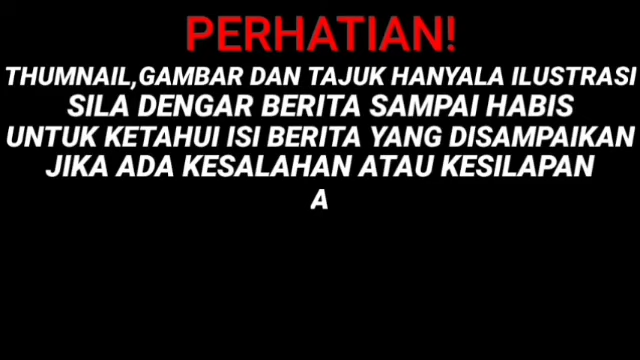 PERHATIAN!
THUMNAIL,GAMBAR DAN TAJUK HANYALA ILUSTRASI
SILA DENGAR BERITA SAMPAI HABIS
UNTUK KETAHUI ISI BERITA YANG DISAMPAIKAN
JIKA ADA KESALAHAN ATAU KESILAPAN
A